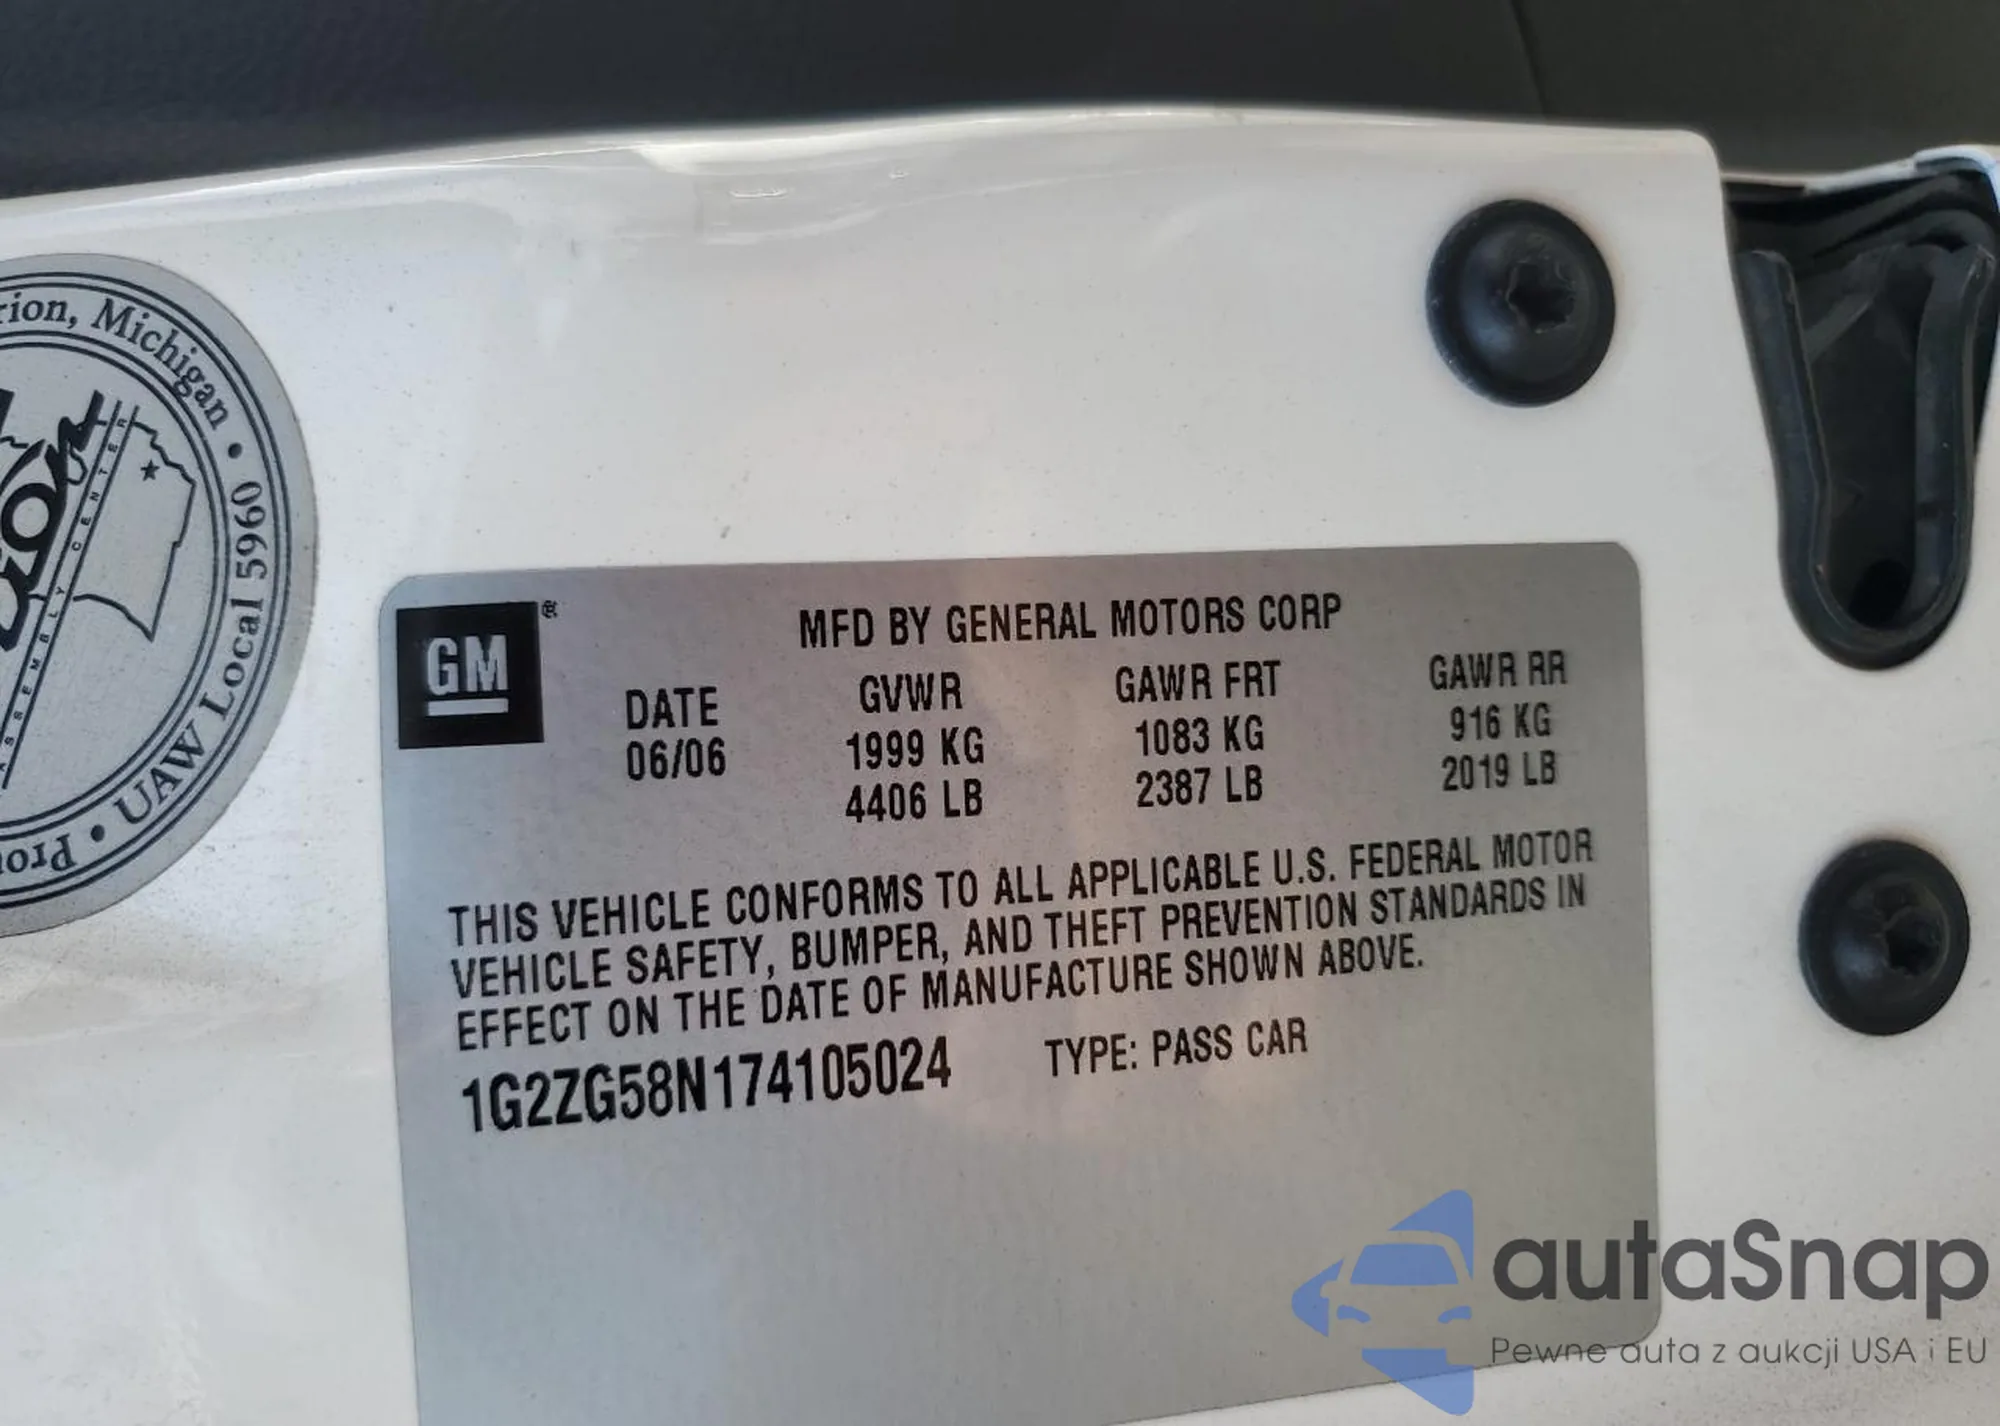 Michigan • UAW Local 5960 •
ASSEMBLY CENTER
GM ®
MFD BY GENERAL MOTORS CORP
DATE GVWR GAWR FRT GAWR RR
06/06 1999 KG 1083 KG 916 KG
4406 LB 2387 LB 2019 LB
THIS VEHICLE CONFORMS TO ALL APPLICABLE U.S. FEDERAL MOTOR
VEHICLE SAFETY, BUMPER, AND THEFT PREVENTION STANDARDS IN
EFFECT ON THE DATE OF MANUFACTURE SHOWN ABOVE.
1G2ZG58N174105024 TYPE: PASS CAR
autaSnap
Pewne auta z aukcji USA i EU